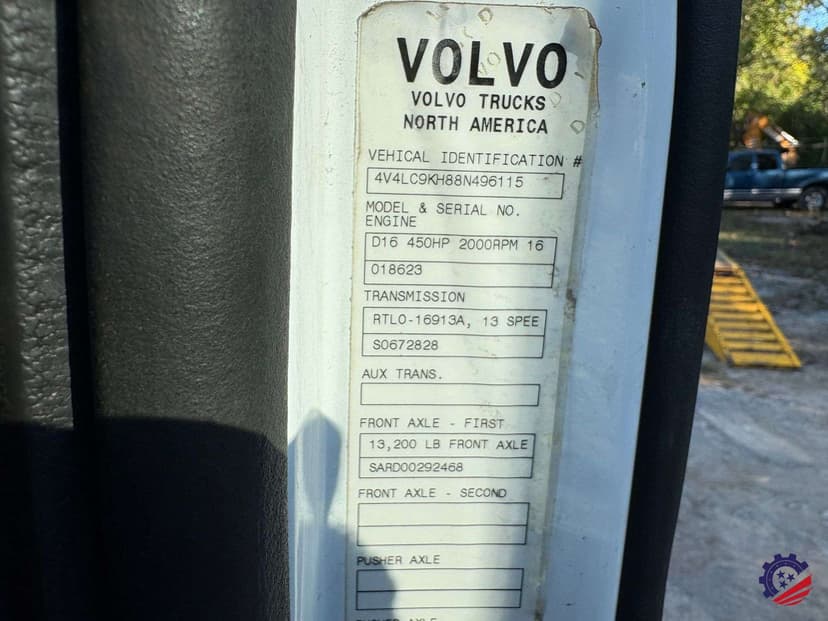 VOLVO
VOLVO TRUCKS
NORTH AMERICA
VEHICAL IDENTIFICATION #
4V4LC9KH88N496115
MODEL & SERIAL NO.
ENGINE
D16 450HP 2000RPM 16
018623
TRANSMISSION
RTLO-16913A, 13 SPEE
S0672828
AUX TRANS.
FRONT AXLE - FIRST
13,200 LB FRONT AXLE
SARD00292468
FRONT AXLE - SECOND
PUSHER AXLE
PUSHER AXLE